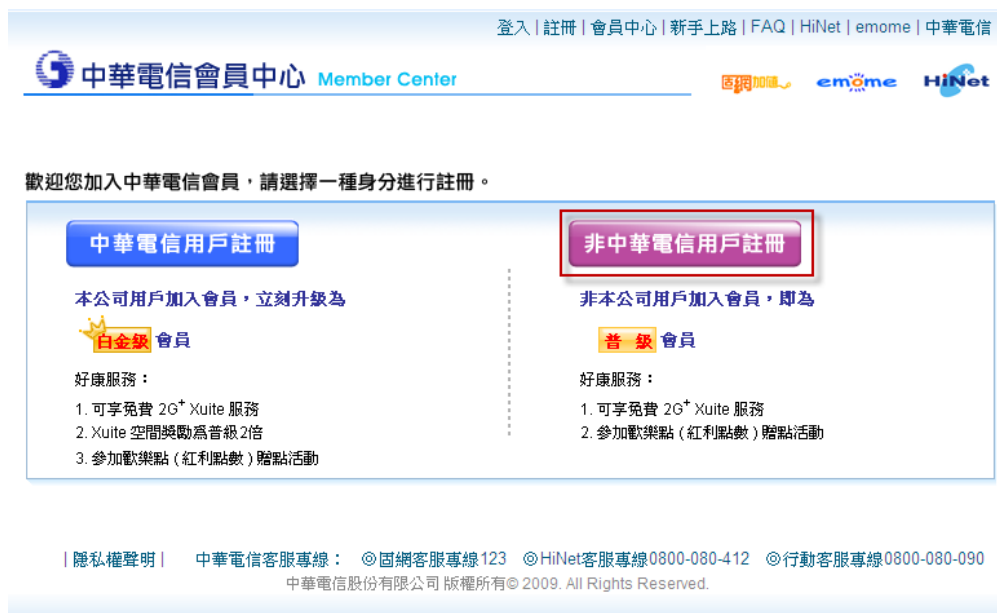 登入 | 註冊 | 會員中心 | 新手上路 | FAQ | HiNet | emome | 中華電信
中華電信會員中心 Member Center
固網加值 emome HiNet
歡迎您加入中華電信會員，請選擇一種身分進行註冊。
中華電信用戶註冊
本公司用戶加入會員，立刻升級為
白金級 會員
好康服務：
1. 可享免費 2G⁺ Xuite 服務
2. Xuite 空間獎勵為普級2倍
3. 參加歡樂點 ( 紅利點數 ) 贈點活動
非中華電信用戶註冊
非本公司用戶加入會員，即為
普 級 會員
好康服務：
1. 可享免費 2G⁺ Xuite 服務
2. 參加歡樂點 ( 紅利點數 ) 贈點活動
| 隱私權聲明 | 中華電信客服專線： ◎固網客服專線123 ◎HiNet客服專線0800-080-412 ◎行動客服專線0800-080-090
中華電信股份有限公司 版權所有© 2009. All Rights Reserved.